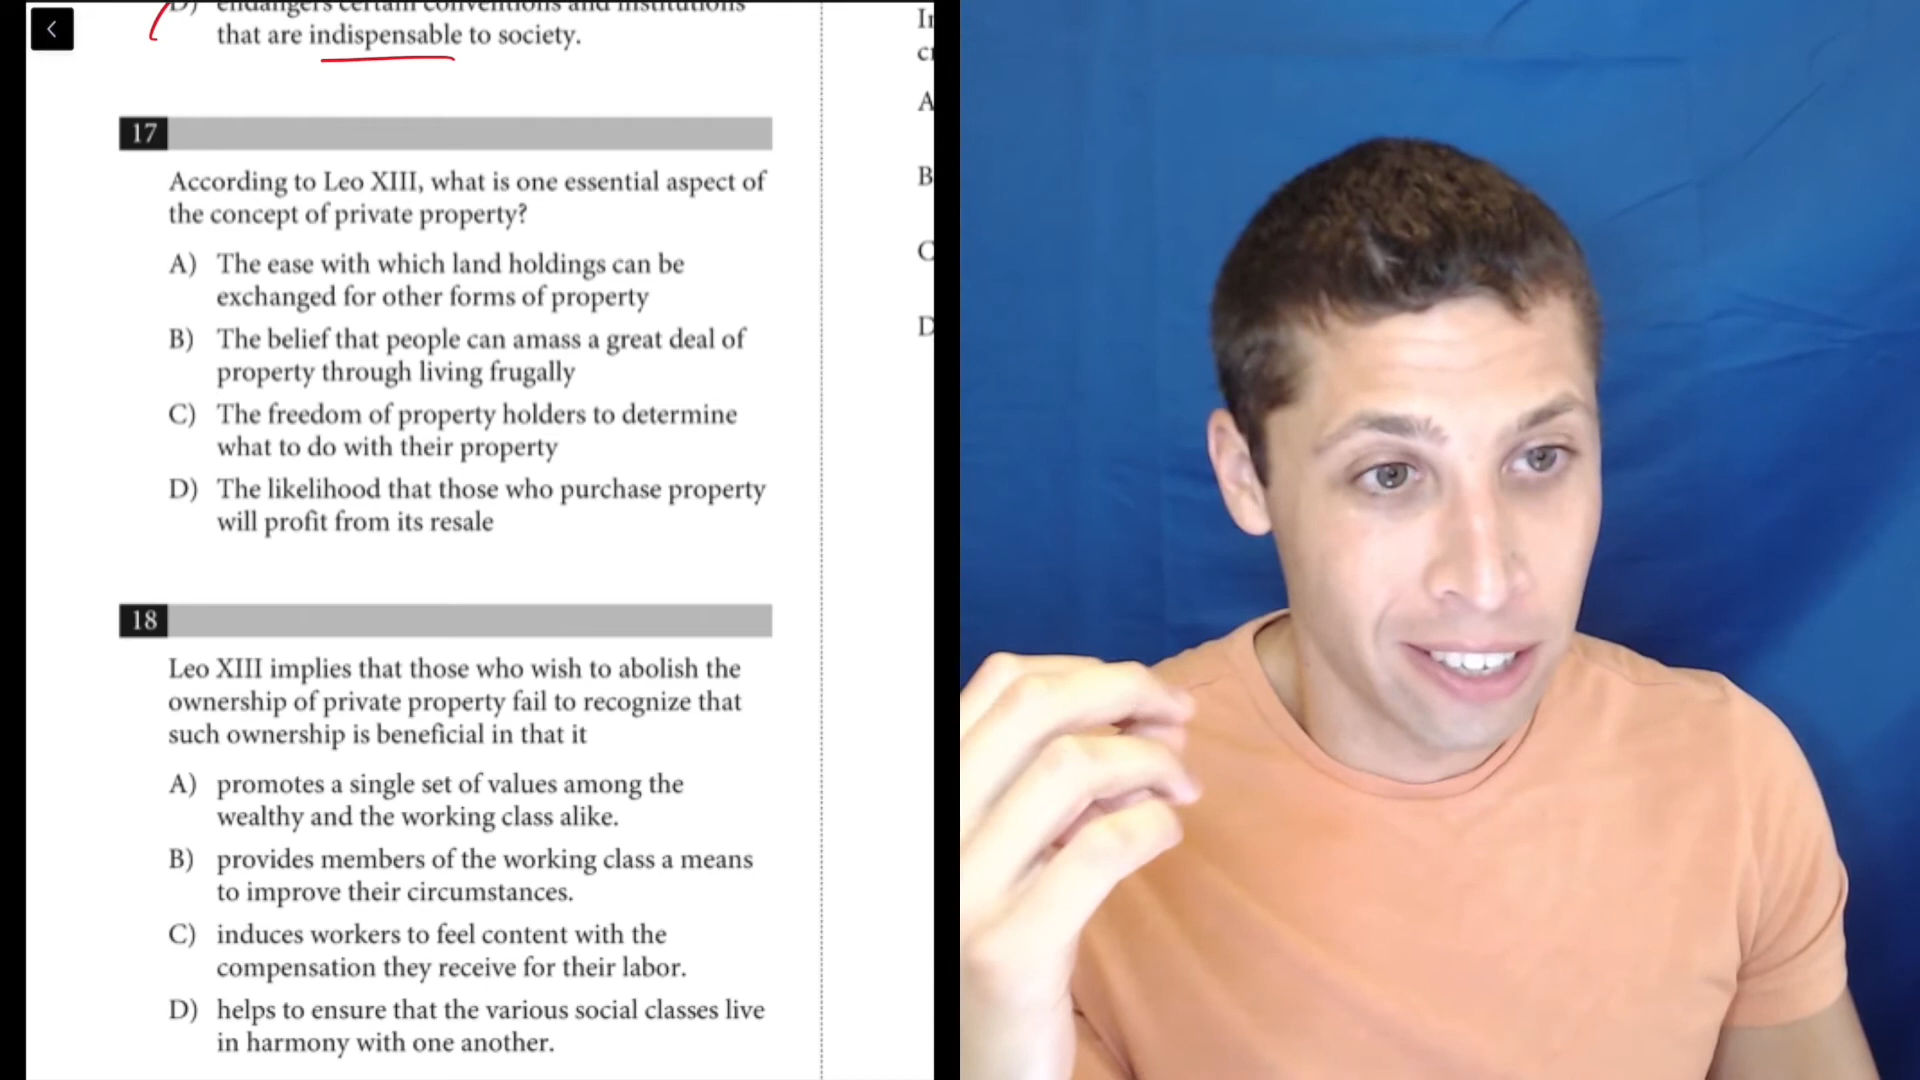 D) endangers certain conventions and institutions
that are indispensable to society.
17
According to Leo XIII, what is one essential aspect of
the concept of private property?
A) The ease with which land holdings can be
exchanged for other forms of property
B) The belief that people can amass a great deal of
property through living frugally
C) The freedom of property holders to determine
what to do with their property
D) The likelihood that those who purchase property
will profit from its resale
18
Leo XIII implies that those who wish to abolish the
ownership of private property fail to recognize that
such ownership is beneficial in that it
A) promotes a single set of values among the
wealthy and the working class alike.
B) provides members of the working class a means
to improve their circumstances.
C) induces workers to feel content with the
compensation they receive for their labor.
D) helps to ensure that the various social classes live
in harmony with one another.
A
B
C
D